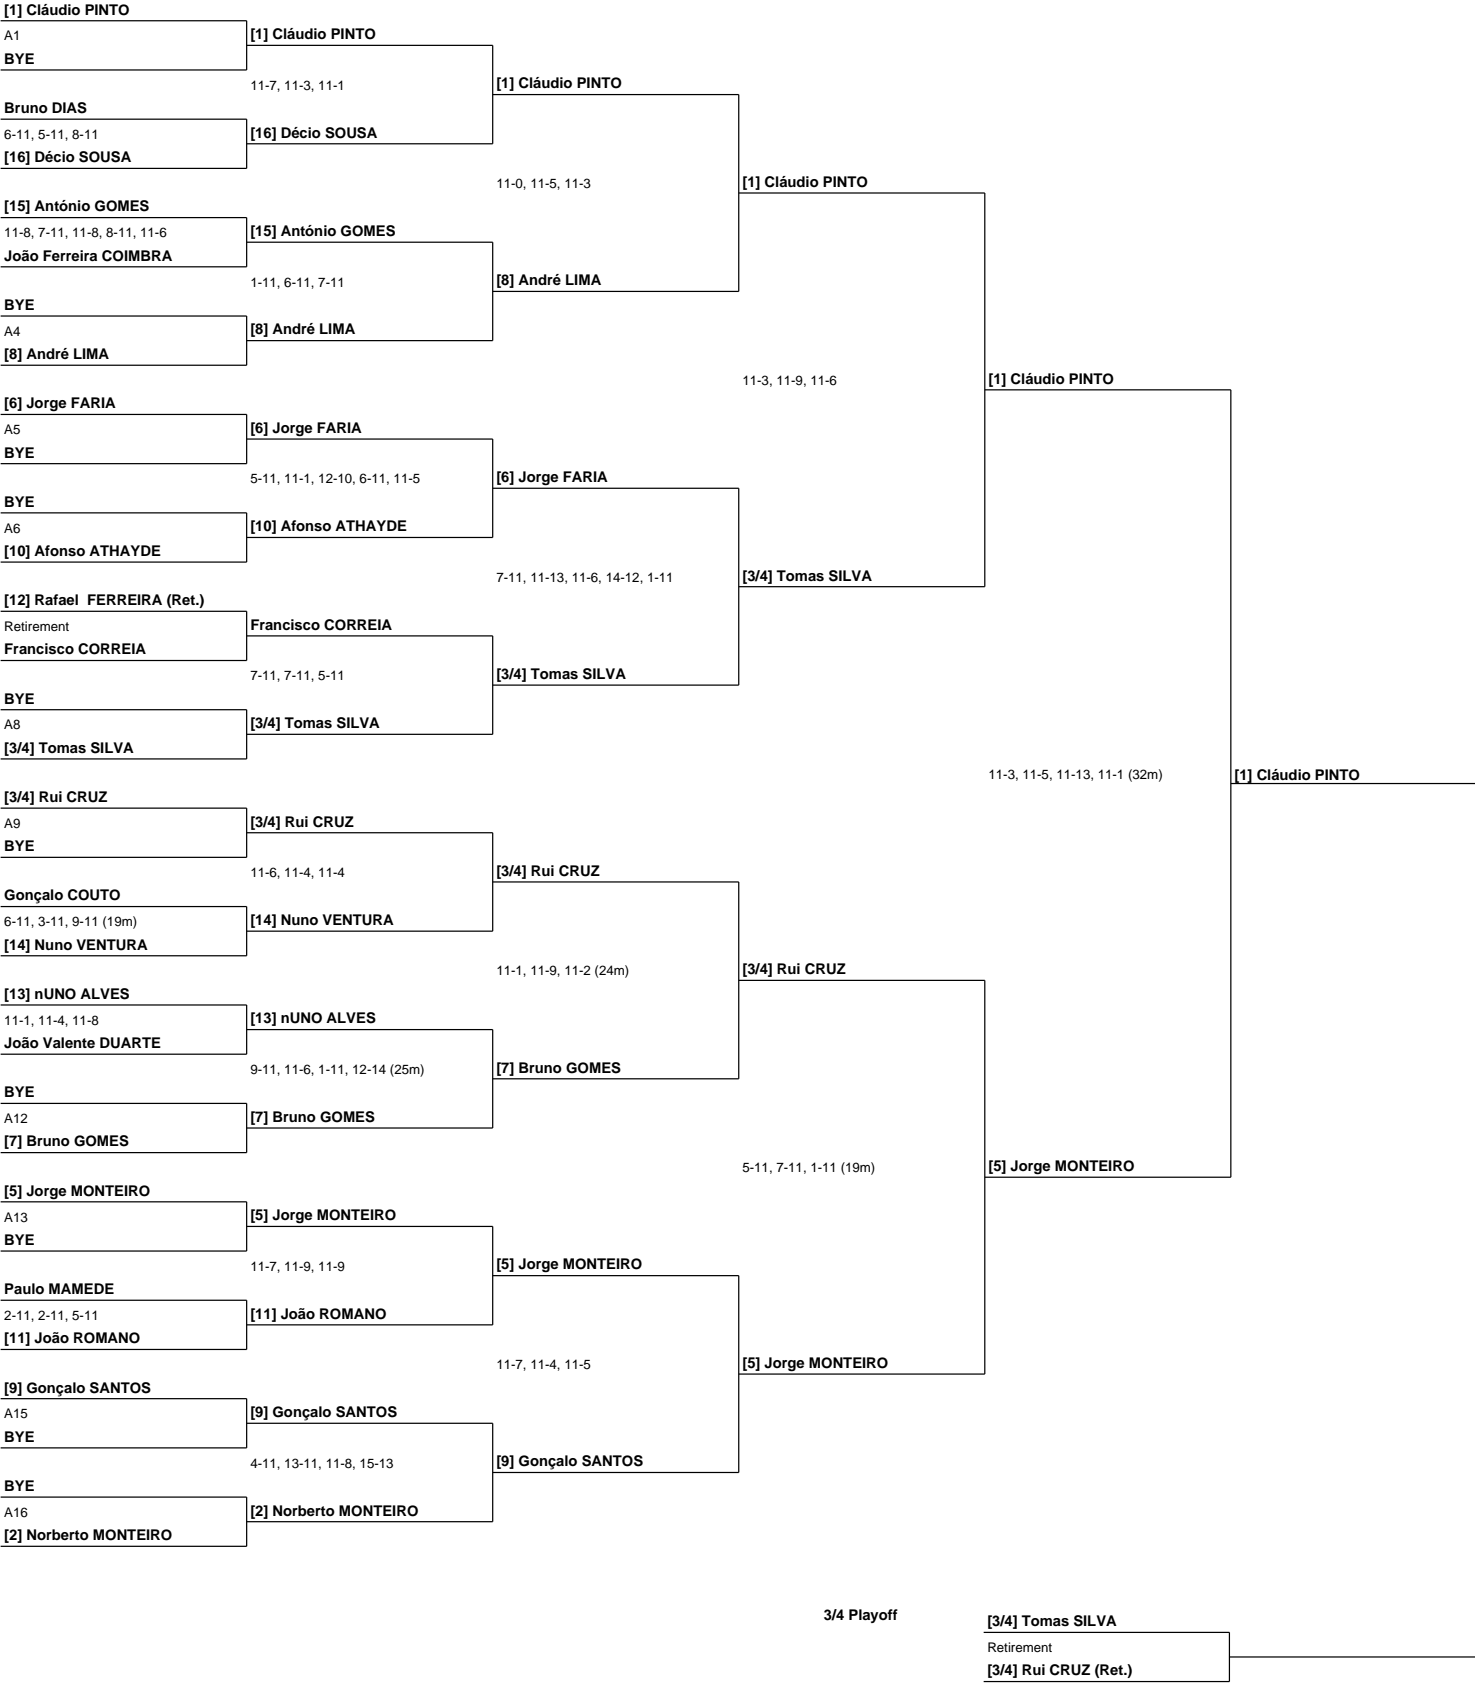 [1] Cláudio PINTO
A1
BYE
Bruno DIAS
6-11, 5-11, 8-11
[16] Décio SOUSA
[15] António GOMES
11-8, 7-11, 11-8, 8-11, 11-6
João Ferreira COIMBRA
BYE
A4
[8] André LIMA
[6] Jorge FARIA
A5
BYE
BYE
A6
[10] Afonso ATHAYDE
[12] Rafael  FERREIRA (Ret.)
Retirement
Francisco CORREIA
BYE
A8
[3/4] Tomas SILVA
[3/4] Rui CRUZ
A9
BYE
Gonçalo COUTO
6-11, 3-11, 9-11 (19m)
[14] Nuno VENTURA
[13] nUNO ALVES
11-1, 11-4, 11-8
João Valente DUARTE
BYE
A12
[7] Bruno GOMES
[5] Jorge MONTEIRO
A13
BYE
Paulo MAMEDE
2-11, 2-11, 5-11
[11] João ROMANO
[9] Gonçalo SANTOS
A15
BYE
BYE
A16
[2] Norberto MONTEIRO
[1] Cláudio PINTO
11-7, 11-3, 11-1
[16] Décio SOUSA
[15] António GOMES
1-11, 6-11, 7-11
[8] André LIMA
[6] Jorge FARIA
5-11, 11-1, 12-10, 6-11, 11-5
[10] Afonso ATHAYDE
Francisco CORREIA
7-11, 7-11, 5-11
[3/4] Tomas SILVA
[3/4] Rui CRUZ
11-6, 11-4, 11-4
[14] Nuno VENTURA
[13] nUNO ALVES
9-11, 11-6, 1-11, 12-14 (25m)
[7] Bruno GOMES
[5] Jorge MONTEIRO
11-7, 11-9, 11-9
[11] João ROMANO
[9] Gonçalo SANTOS
4-11, 13-11, 11-8, 15-13
[2] Norberto MONTEIRO
[1] Cláudio PINTO
11-0, 11-5, 11-3
[8] André LIMA
[6] Jorge FARIA
7-11, 11-13, 11-6, 14-12, 1-11
[3/4] Tomas SILVA
[3/4] Rui CRUZ
11-1, 11-9, 11-2 (24m)
[7] Bruno GOMES
[5] Jorge MONTEIRO
11-7, 11-4, 11-5
[9] Gonçalo SANTOS
[1] Cláudio PINTO
11-3, 11-9, 11-6
[3/4] Tomas SILVA
[3/4] Rui CRUZ
5-11, 7-11, 1-11 (19m)
[5] Jorge MONTEIRO
[1] Cláudio PINTO
11-3, 11-5, 11-13, 11-1 (32m)
[5] Jorge MONTEIRO
[1] Cláudio PINTO
3/4 Playoff
[3/4] Tomas SILVA
Retirement
[3/4] Rui CRUZ (Ret.)